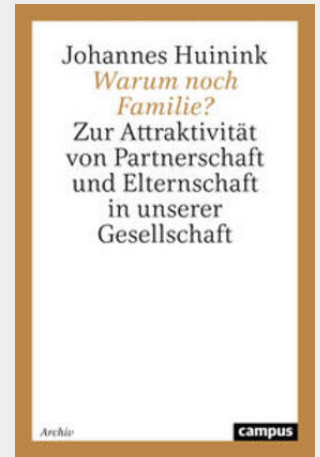 Johannes Huinink
Warum noch
Familie?
Zur Attraktivität
von Partnerschaft
und Elternschaft
in unserer
Gesellschaft
Archiv
campus